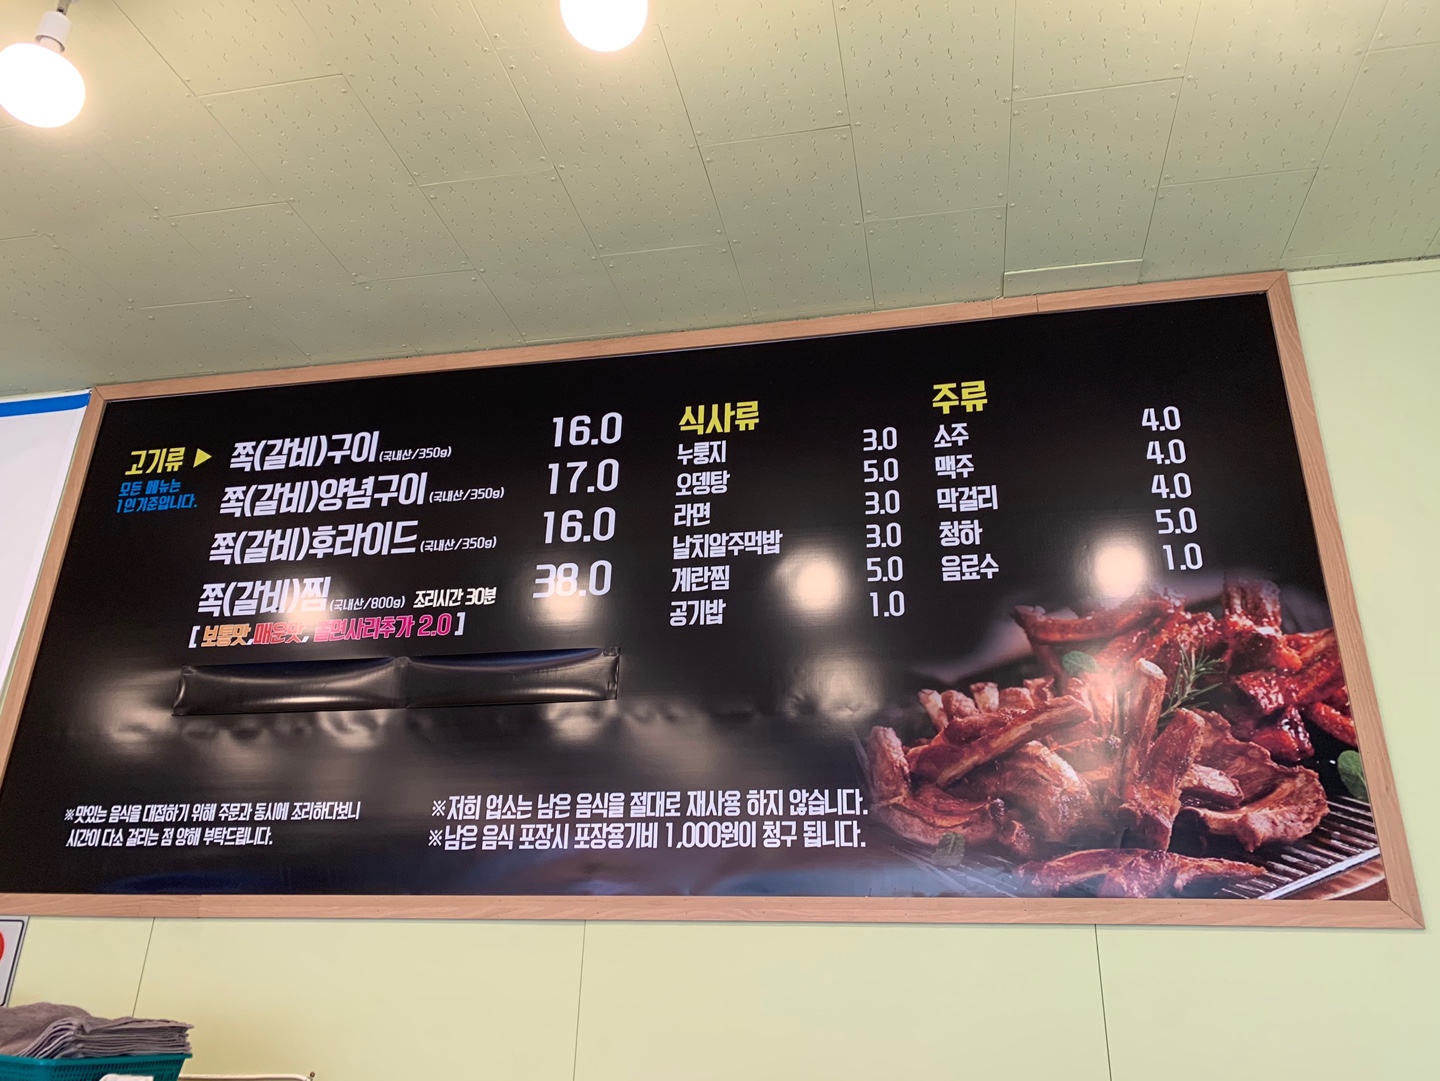 고기류 ▶
모든 메뉴는
1인기준입니다.
쪽(갈비)구이 (국내산/350g) 16.0
쪽(갈비)양념구이 (국내산/350g) 17.0
쪽(갈비)후라이드 (국내산/350g) 16.0
쪽(갈비)찜 (국내산/800g) 조리시간 30분 38.0
[ 보통맛, 매운맛, 쫄면사리추가 2.0 ]
식사류
누룽지 3.0
오뎅탕 5.0
라면 3.0
날치알주먹밥 3.0
계란찜 5.0
공기밥 1.0
주류
소주 4.0
맥주 4.0
막걸리 4.0
청하 5.0
음료수 1.0
※맛있는 음식을 대접하기 위해 주문과 동시에 조리하다보니
시간이 다소 걸리는 점 양해 부탁드립니다.
※저희 업소는 남은 음식을 절대로 재사용 하지 않습니다.
※남은 음식 포장시 포장용기비 1,000원이 청구 됩니다.